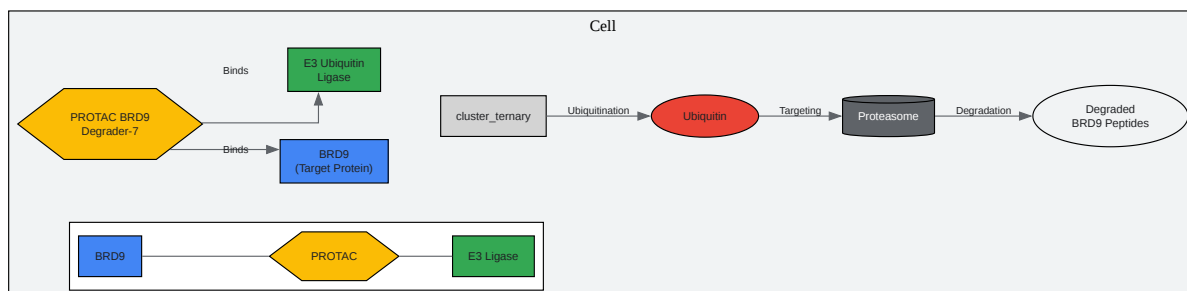 Cell
Binds
E3 Ubiquitin
Ligase
PROTAC BRD9
Degrader-7
Binds
BRD9
(Target Protein)
cluster_ternary
Ubiquitination
Ubiquitin
Targeting
Proteasome
Degradation
Degraded
BRD9 Peptides
BRD9
PROTAC
E3 Ligase